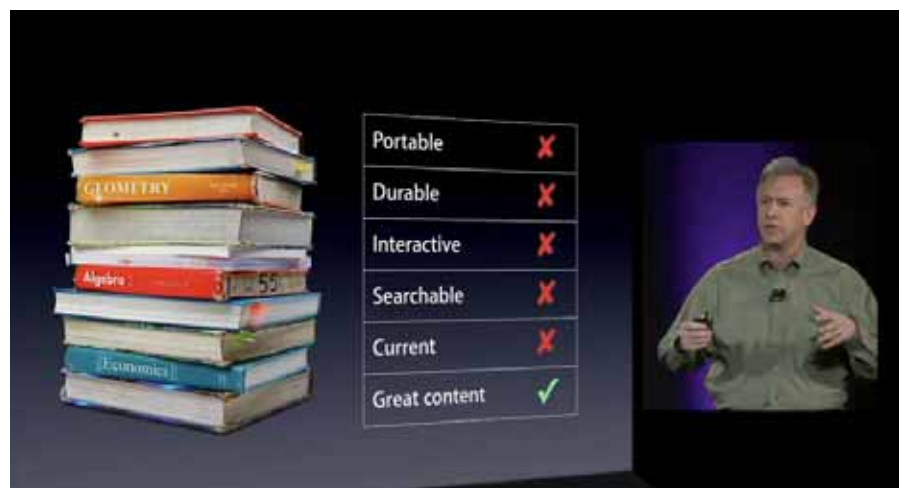 GEOMETRY
Algebra
55
Economics
Portable ✘
Durable ✘
Interactive ✘
Searchable ✘
Current ✘
Great content ✓